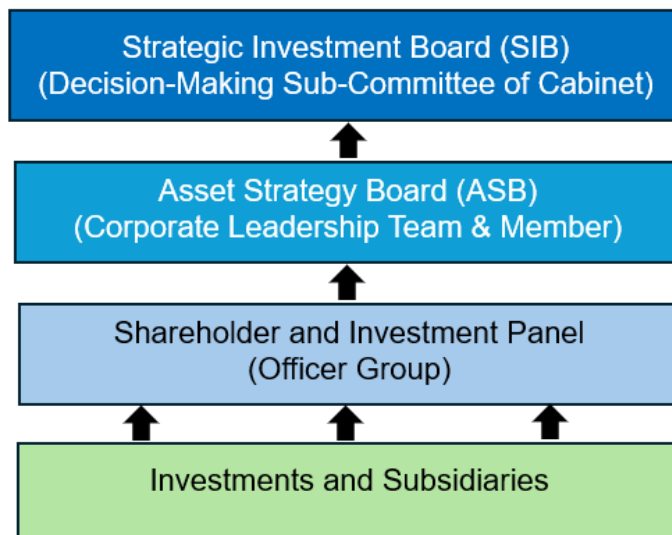 Strategic Investment Board (SIB)
(Decision-Making Sub-Committee of Cabinet)
Asset Strategy Board (ASB)
(Corporate Leadership Team & Member)
Shareholder and Investment Panel
(Officer Group)
Investments and Subsidiaries